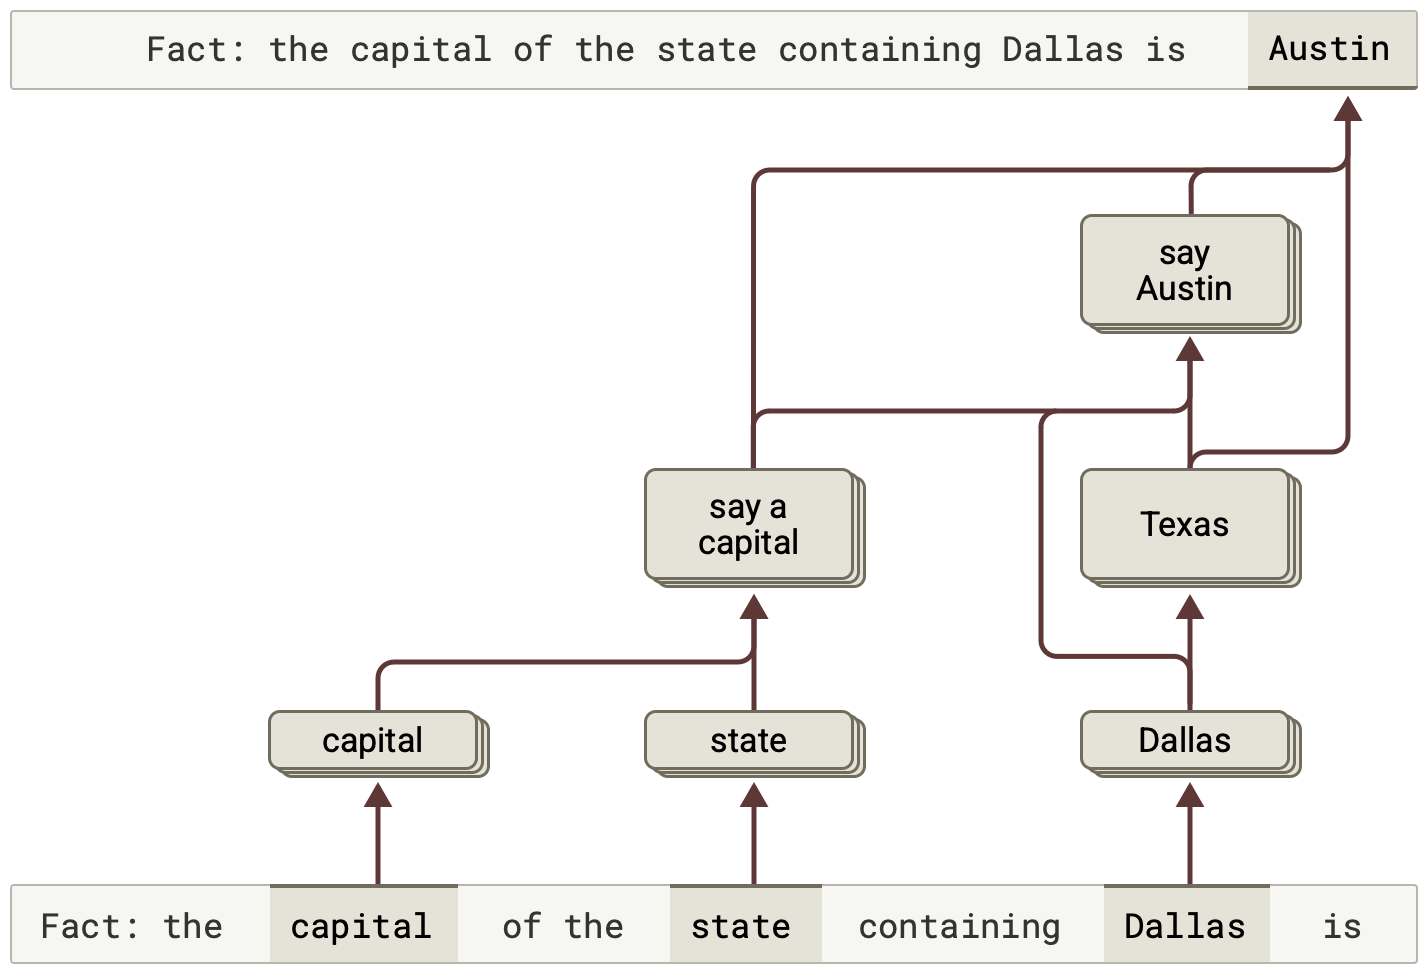 Fact: the capital of the state containing Dallas is Austin
say
Austin
say a
capital
Texas
capital
state
Dallas
Fact: the capital of the state containing Dallas is